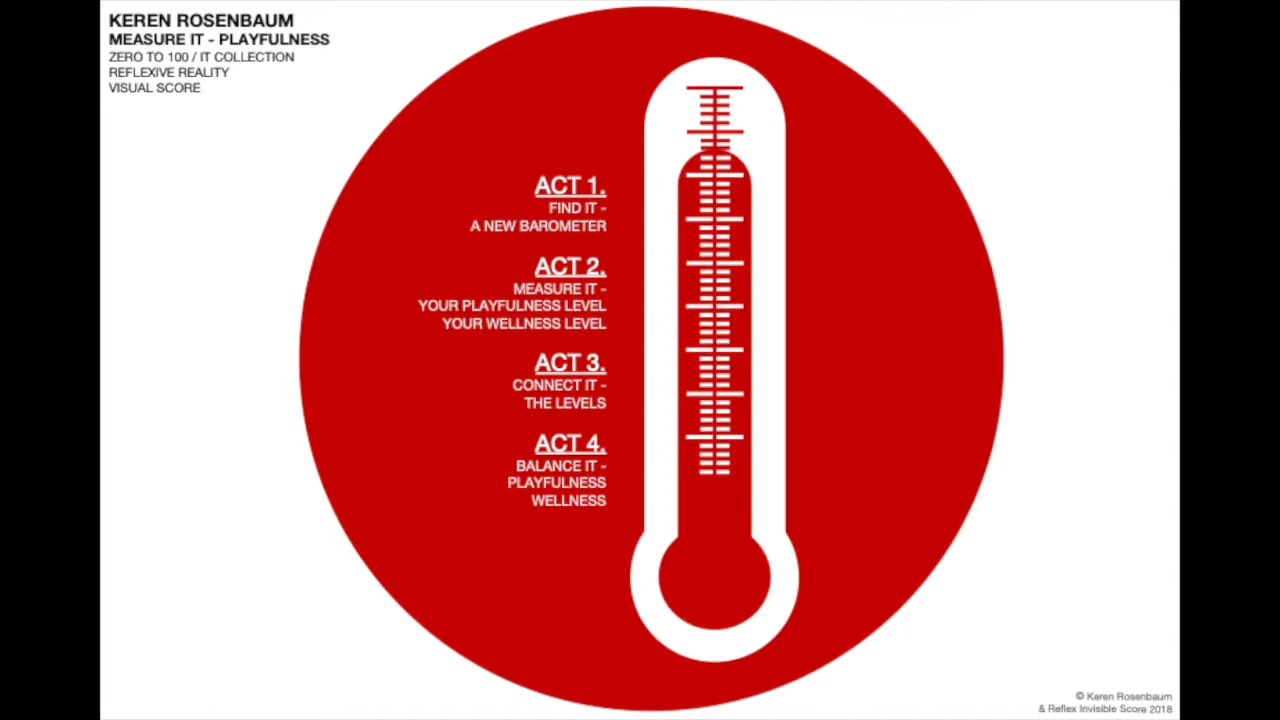 KEREN ROSENBAUM
MEASURE IT - PLAYFULNESS
ZERO TO 100 / IT COLLECTION
REFLEXIVE REALITY
VISUAL SCORE
ACT 1.
FIND IT -
A NEW BAROMETER
ACT 2.
MEASURE IT -
YOUR PLAYFULNESS LEVEL
YOUR WELLNESS LEVEL
ACT 3.
CONNECT IT -
THE LEVELS
ACT 4.
BALANCE IT -
PLAYFULNESS
WELLNESS
© Keren Rosenbaum
& Reflex Invisible Score 2018